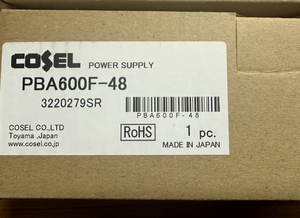 COSEL POWER SUPPLY
PBA600F-48
3220279SR
PBA600F-48
COSEL CO.,LTD
Toyama,Japan
www.cosel.co.jp
RoHS
1 pc.
MADE IN JAPAN